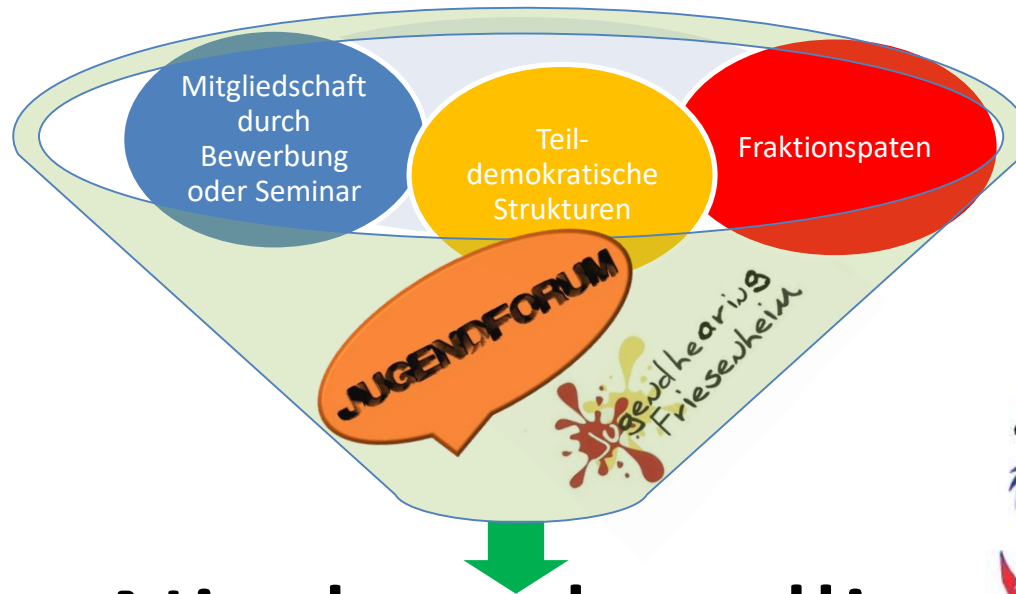 Mitgliedschaft
durch
Bewerbung
oder Seminar
Teil-
demokratische
Strukturen
Fraktionspaten
JUGENDFORUM
Jugendhearing
Friesenheim